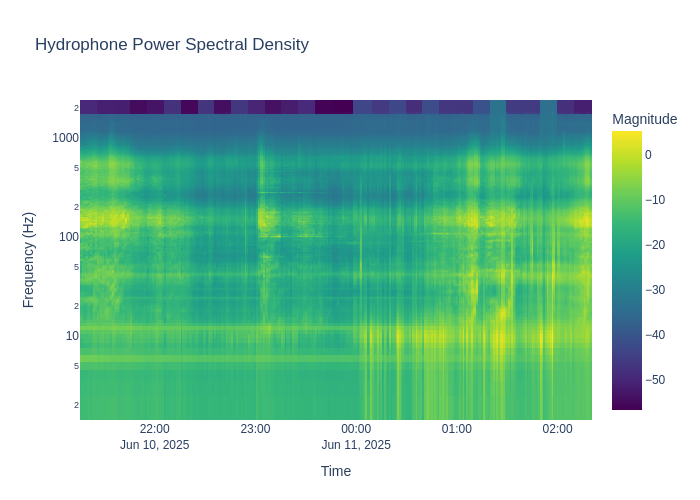 Hydrophone Power Spectral Density
Magnitude
2
1000
5
2
100
5
2
10
5
2
Frequency (Hz)
0
−10
−20
−30
−40
−50
22:00 23:00 00:00 01:00 02:00
Jun 10, 2025 Jun 11, 2025
Time